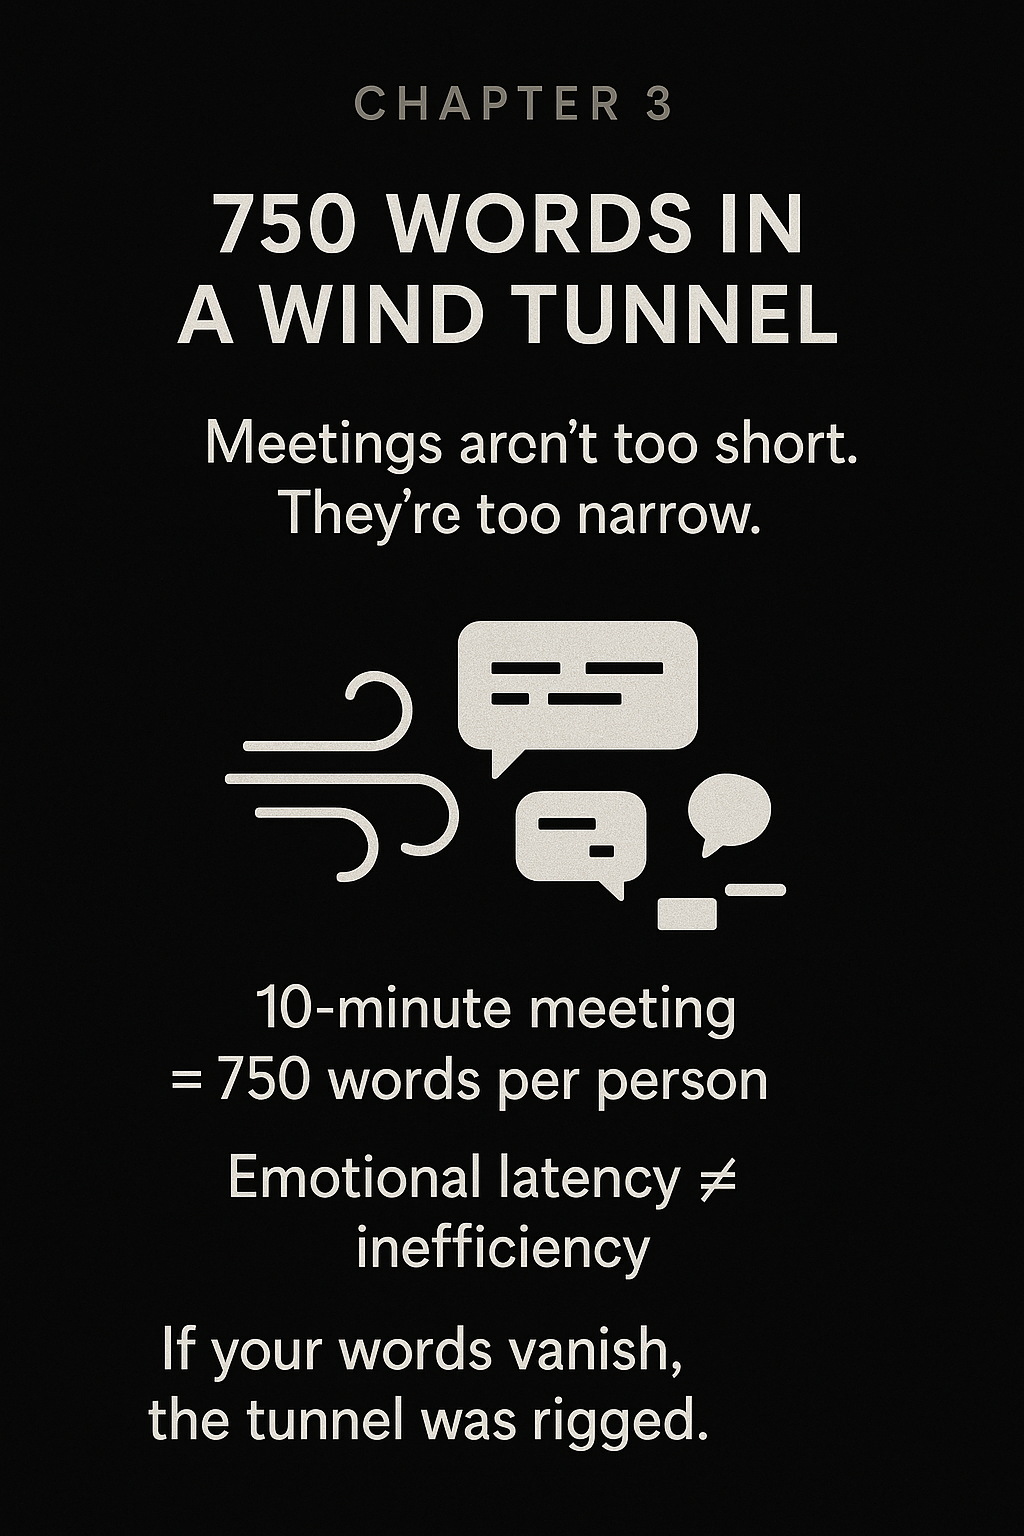 CHAPTER 3
750 WORDS IN
A WIND TUNNEL
Meetings arcn’t too short.
They’re too narrow.
10-minute meeting
= 750 words per person
Emotional latency ≠
inefficiency
If your words vanish,
the tunnel was rigged.